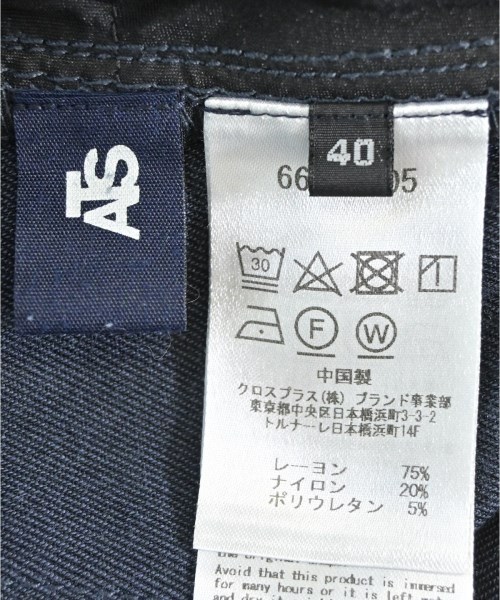 ATS
40
66 05
30
F W
中国製
クロスプラス(株) ブランド事業部
東京都中央区日本橋浜町3-3-2
トルナーレ日本橋浜町14F
レーヨン 75%
ナイロン 20%
ポリウレタン 5%
Avoid that this product is immersed
for many hours or it is left wet